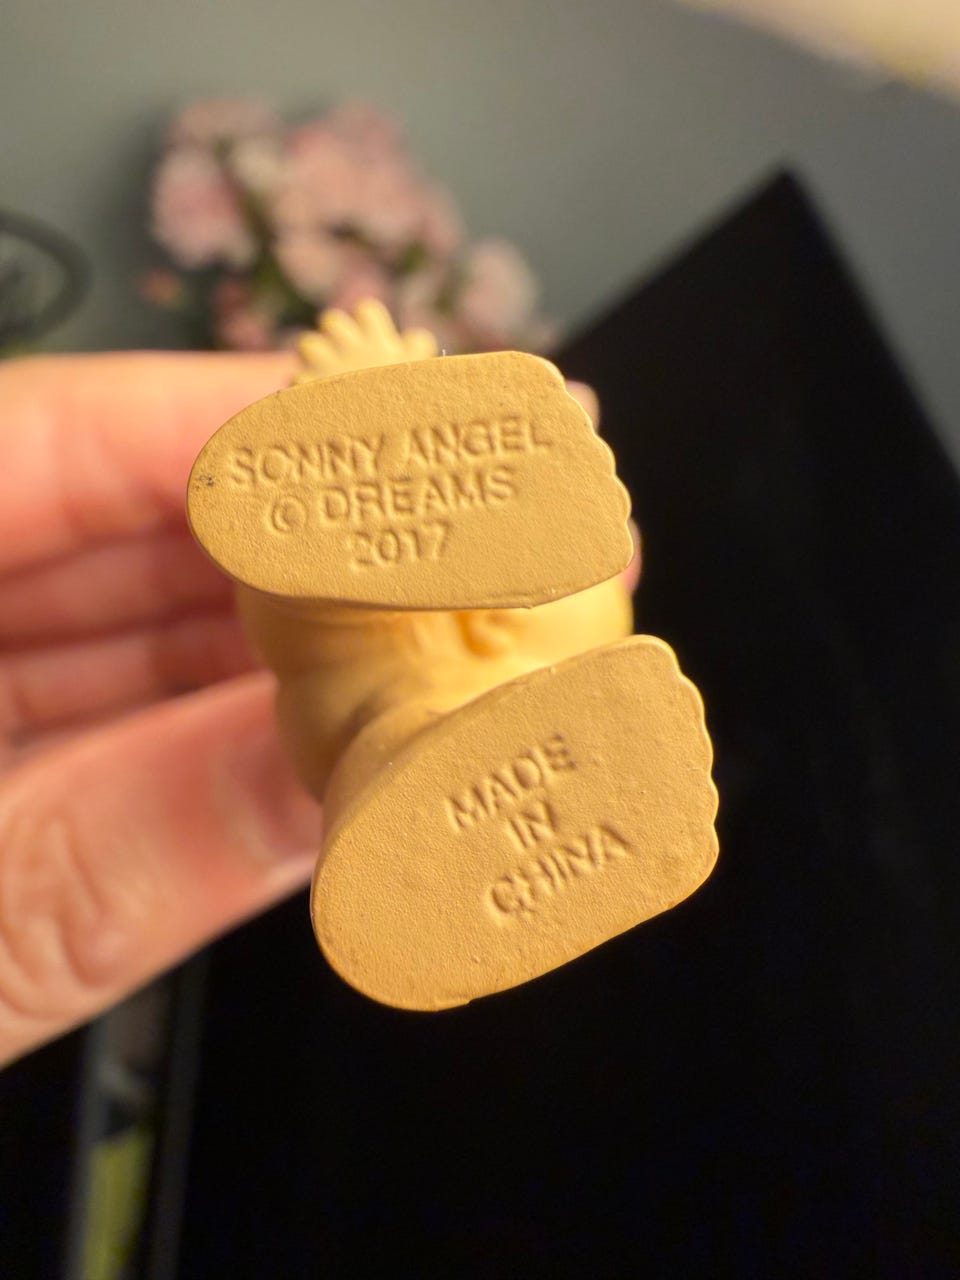 SONNY ANGEL
© DREAMS
2017
MADE
IN
CHINA